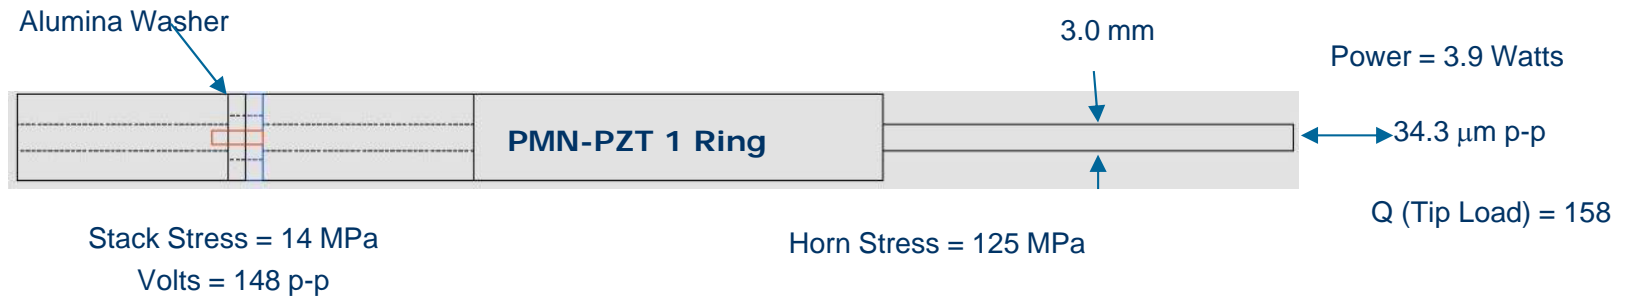 Alumina Washer
3.0 mm
Power = 3.9 Watts
PMN-PZT 1 Ring
34.3 μm p-p
Q (Tip Load) = 158
Stack Stress = 14 MPa
Horn Stress = 125 MPa
Volts = 148 p-p